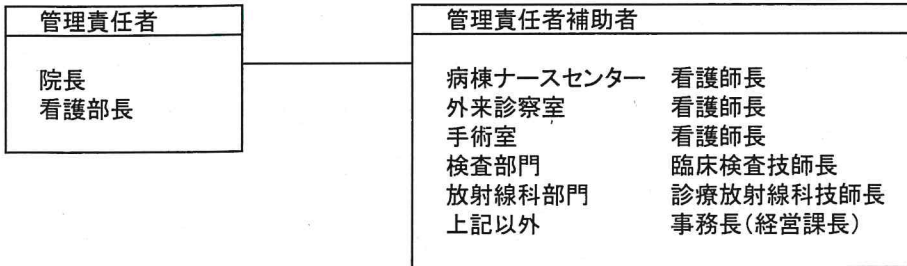 管理責任者
院長
看護部長
管理責任者補助者
病棟ナースセンター 看護師長
外来診察室 看護師長
手術室 看護師長
検査部門 臨床検査技師長
放射線科部門 診療放射線科技師長
上記以外 事務長(経営課長)